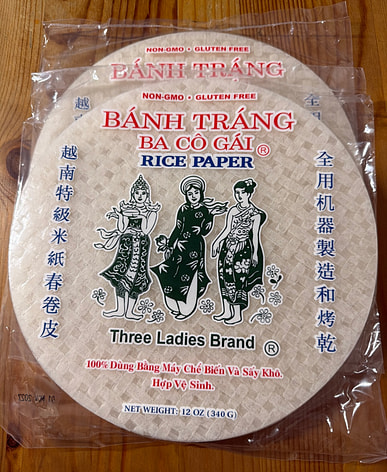 NON-GMO • GLUTEN FREE
BÁNH TRÁNG
越
全
NON-GMO • GLUTEN FREE
BÁNH TRÁNG
BA CÔ GÁI ®
RICE PAPER
越南特級米紙春卷皮
全用机器製造和烤乾
Three Ladies Brand ®
100% Dùng Bằng Máy Chế Biến Và Sấy Khô.
Hợp Vệ Sinh.
NET WEIGHT: 12 OZ (340 G)